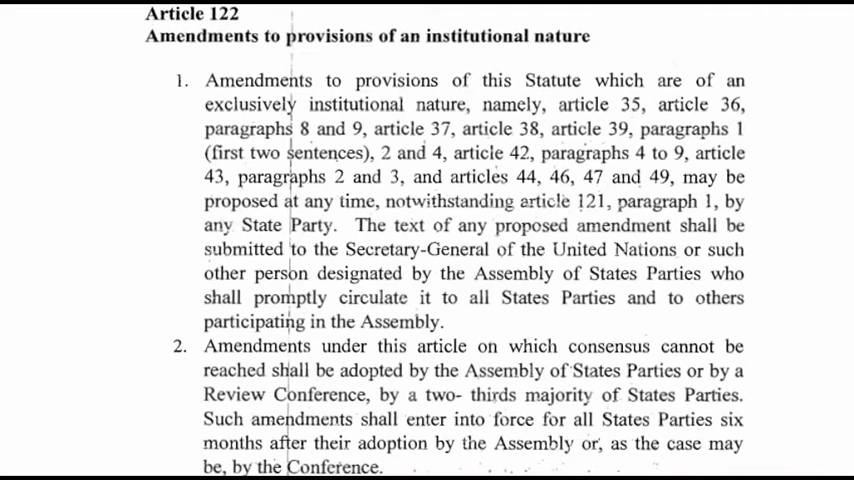 Article 122
Amendments to provisions of an institutional nature
1. Amendments to provisions of this Statute which are of an
exclusively institutional nature, namely, article 35, article 36,
paragraphs 8 and 9, article 37, article 38, article 39, paragraphs 1
(first two sentences), 2 and 4, article 42, paragraphs 4 to 9, article
43, paragraphs 2 and 3, and articles 44, 46, 47 and 49, may be
proposed at any time, notwithstanding article 121, paragraph 1, by
any State Party. The text of any proposed amendment shall be
submitted to the Secretary-General of the United Nations or such
other person designated by the Assembly of States Parties who
shall promptly circulate it to all States Parties and to others
participating in the Assembly.
2. Amendments under this article on which consensus cannot be
reached shall be adopted by the Assembly of States Parties or by a
Review Conference, by a two- thirds majority of States Parties.
Such amendments shall enter into force for all States Parties six
months after their adoption by the Assembly or, as the case may
be, by the Conference.